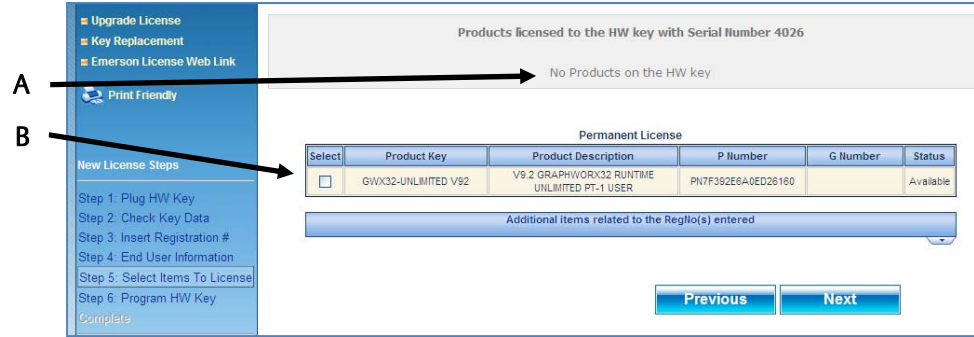 Upgrade License
Key Replacement
Emerson License Web Link
Print Friendly
A
B
New License Steps
Step 1: Plug HW Key
Step 2: Check Key Data
Step 3: Insert Registration #
Step 4: End User Information
Step 5: Select Items To License
Step 6: Program HW Key
Complete
Products licensed to the HW key with Serial Number 4026
No Products on the HW key
Permanent License
Select Product Key Product Description P Number G Number Status
GWX32-UNLIMITED V92 V9.2 GRAPHWORX32 RUNTIME UNLIMITED PT-1 USER PN7F392E6A0ED26160 Available
Additional items related to the RegNo(s) entered
Previous Next